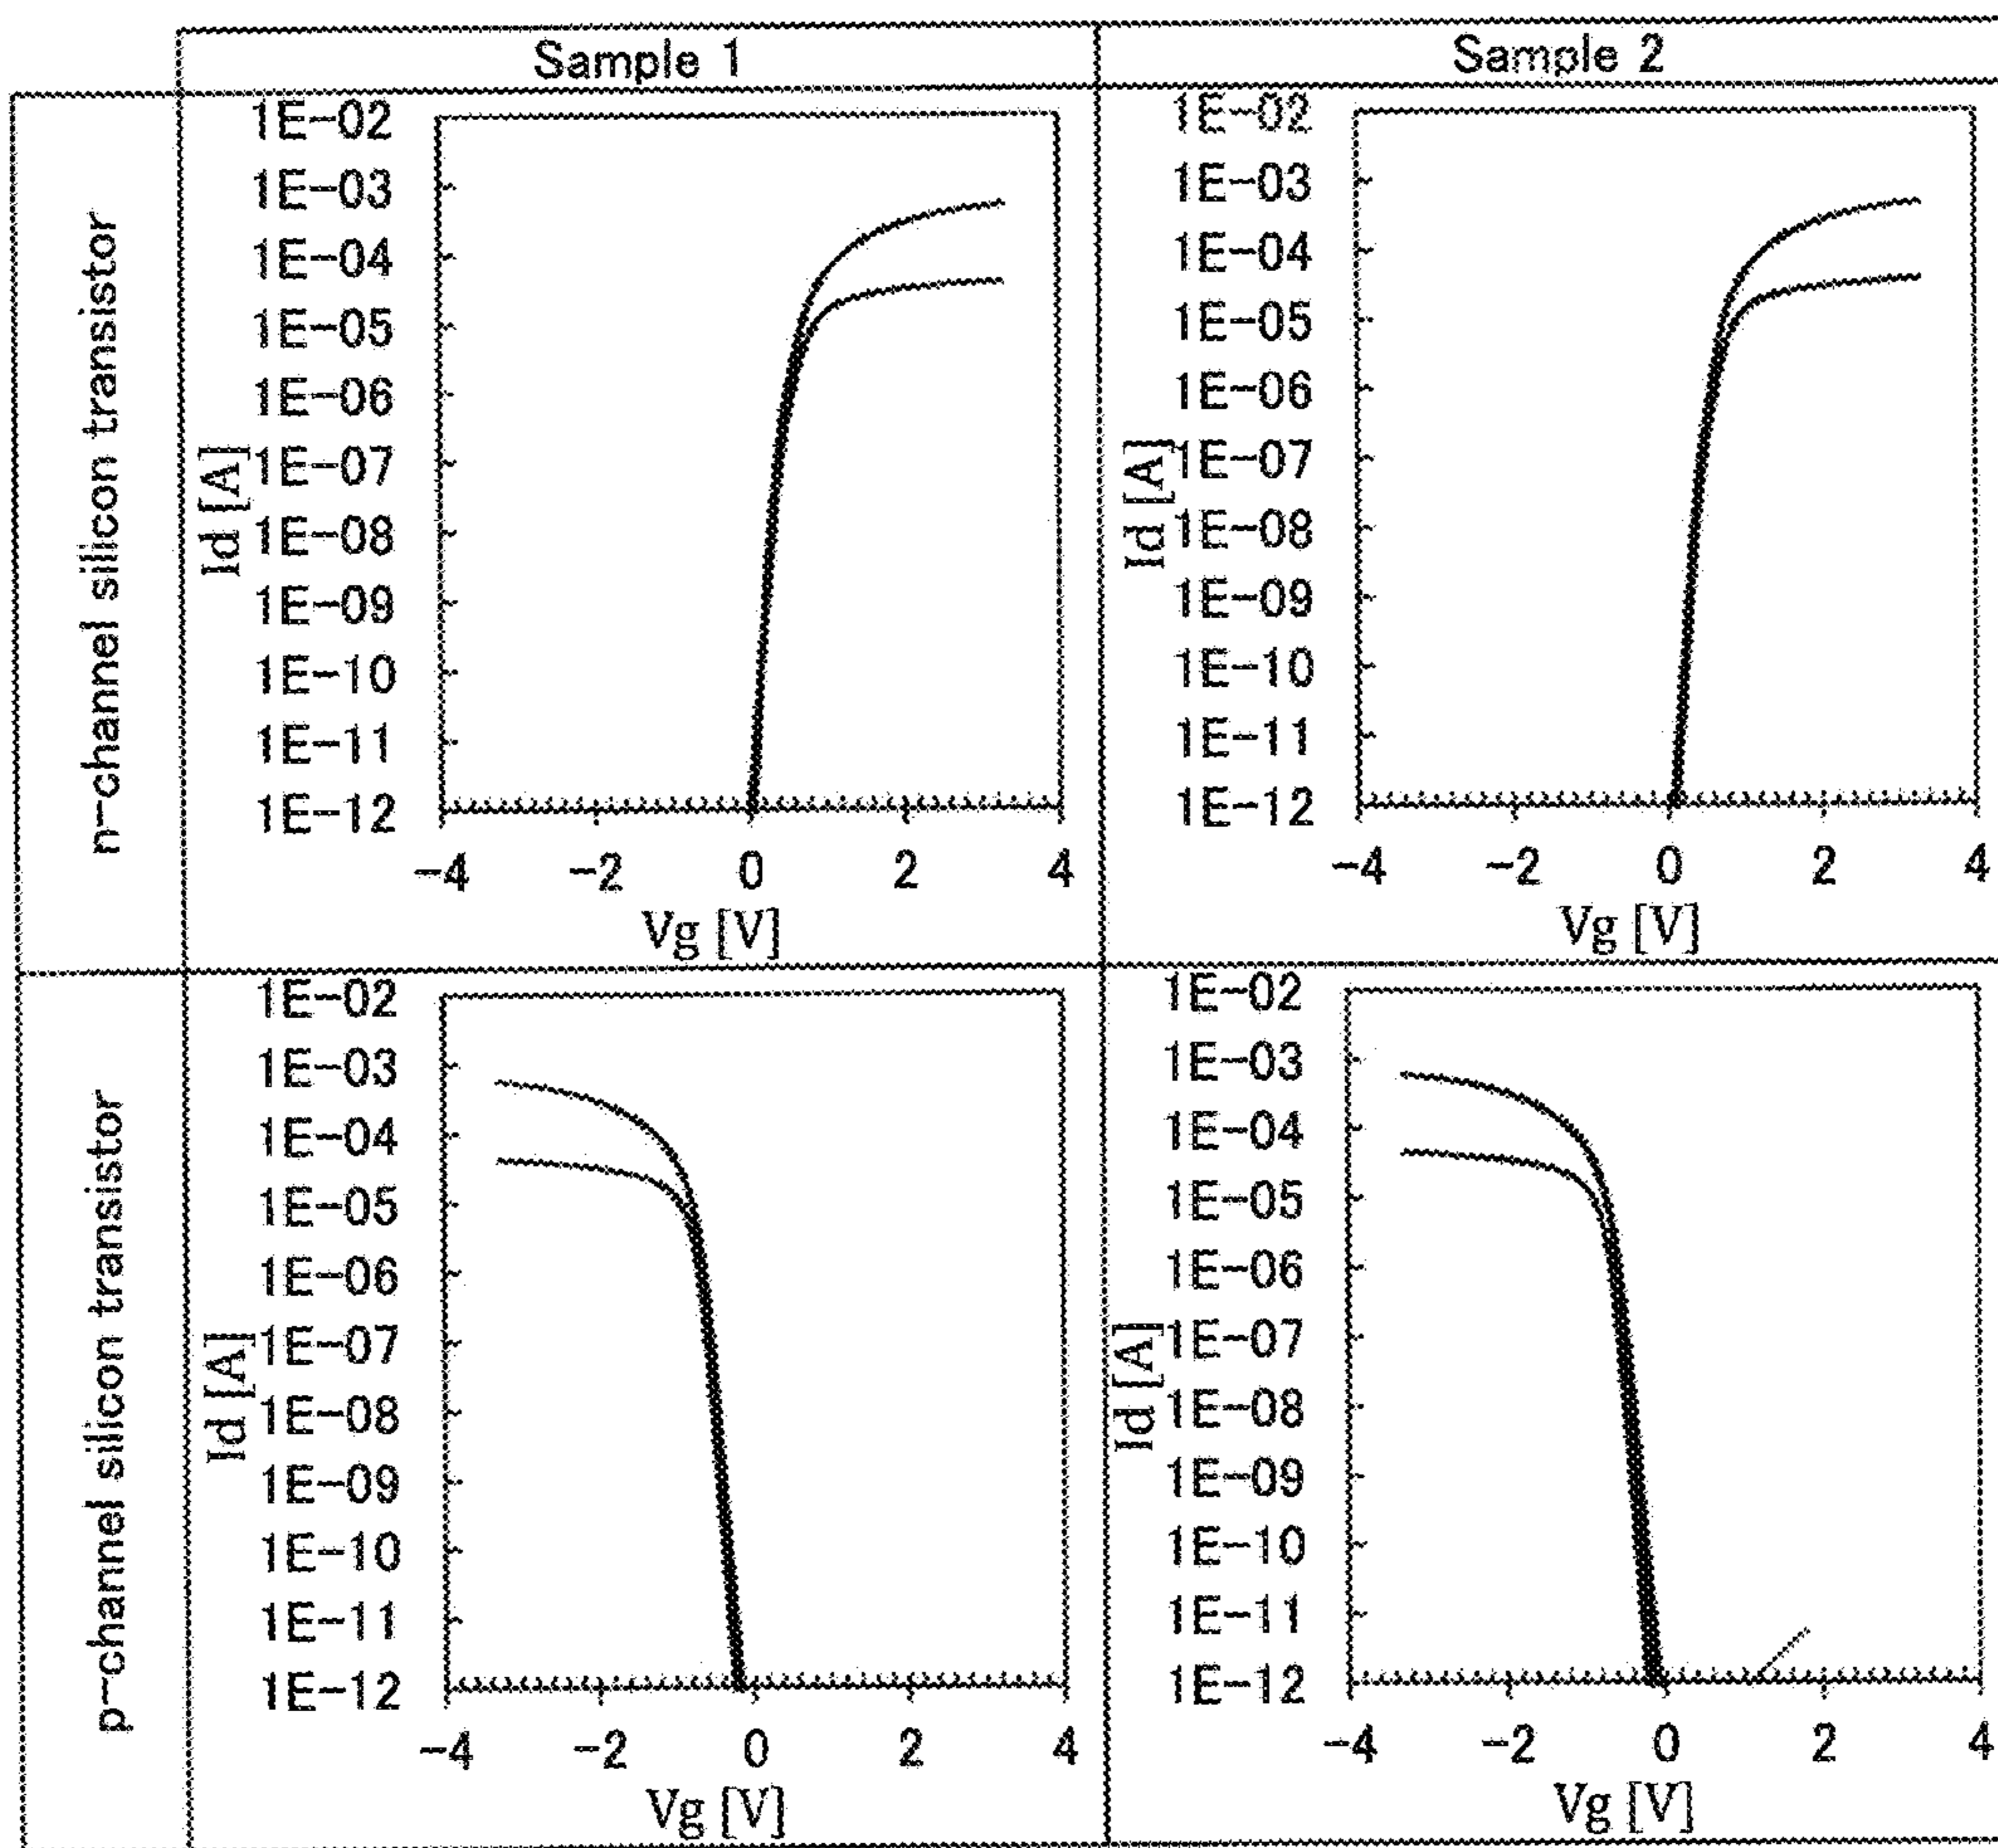 Sample 1
Sample 2
n-channel silicon transistor
Id [A]
1E-02
1E-03
1E-04
1E-05
1E-06
1E-07
1E-08
1E-09
1E-10
1E-11
1E-12
-4 -2 0 2 4
Vg [V]
Id [A]
1E-02
1E-03
1E-04
1E-05
1E-06
1E-07
1E-08
1E-09
1E-10
1E-11
1E-12
-4 -2 0 2 4
Vg [V]
p-channel silicon transistor
Id [A]
1E-02
1E-03
1E-04
1E-05
1E-06
1E-07
1E-08
1E-09
1E-10
1E-11
1E-12
-4 -2 0 2 4
Vg [V]
Id [A]
1E-02
1E-03
1E-04
1E-05
1E-06
1E-07
1E-08
1E-09
1E-10
1E-11
1E-12
-4 -2 0 2 4
Vg [V]